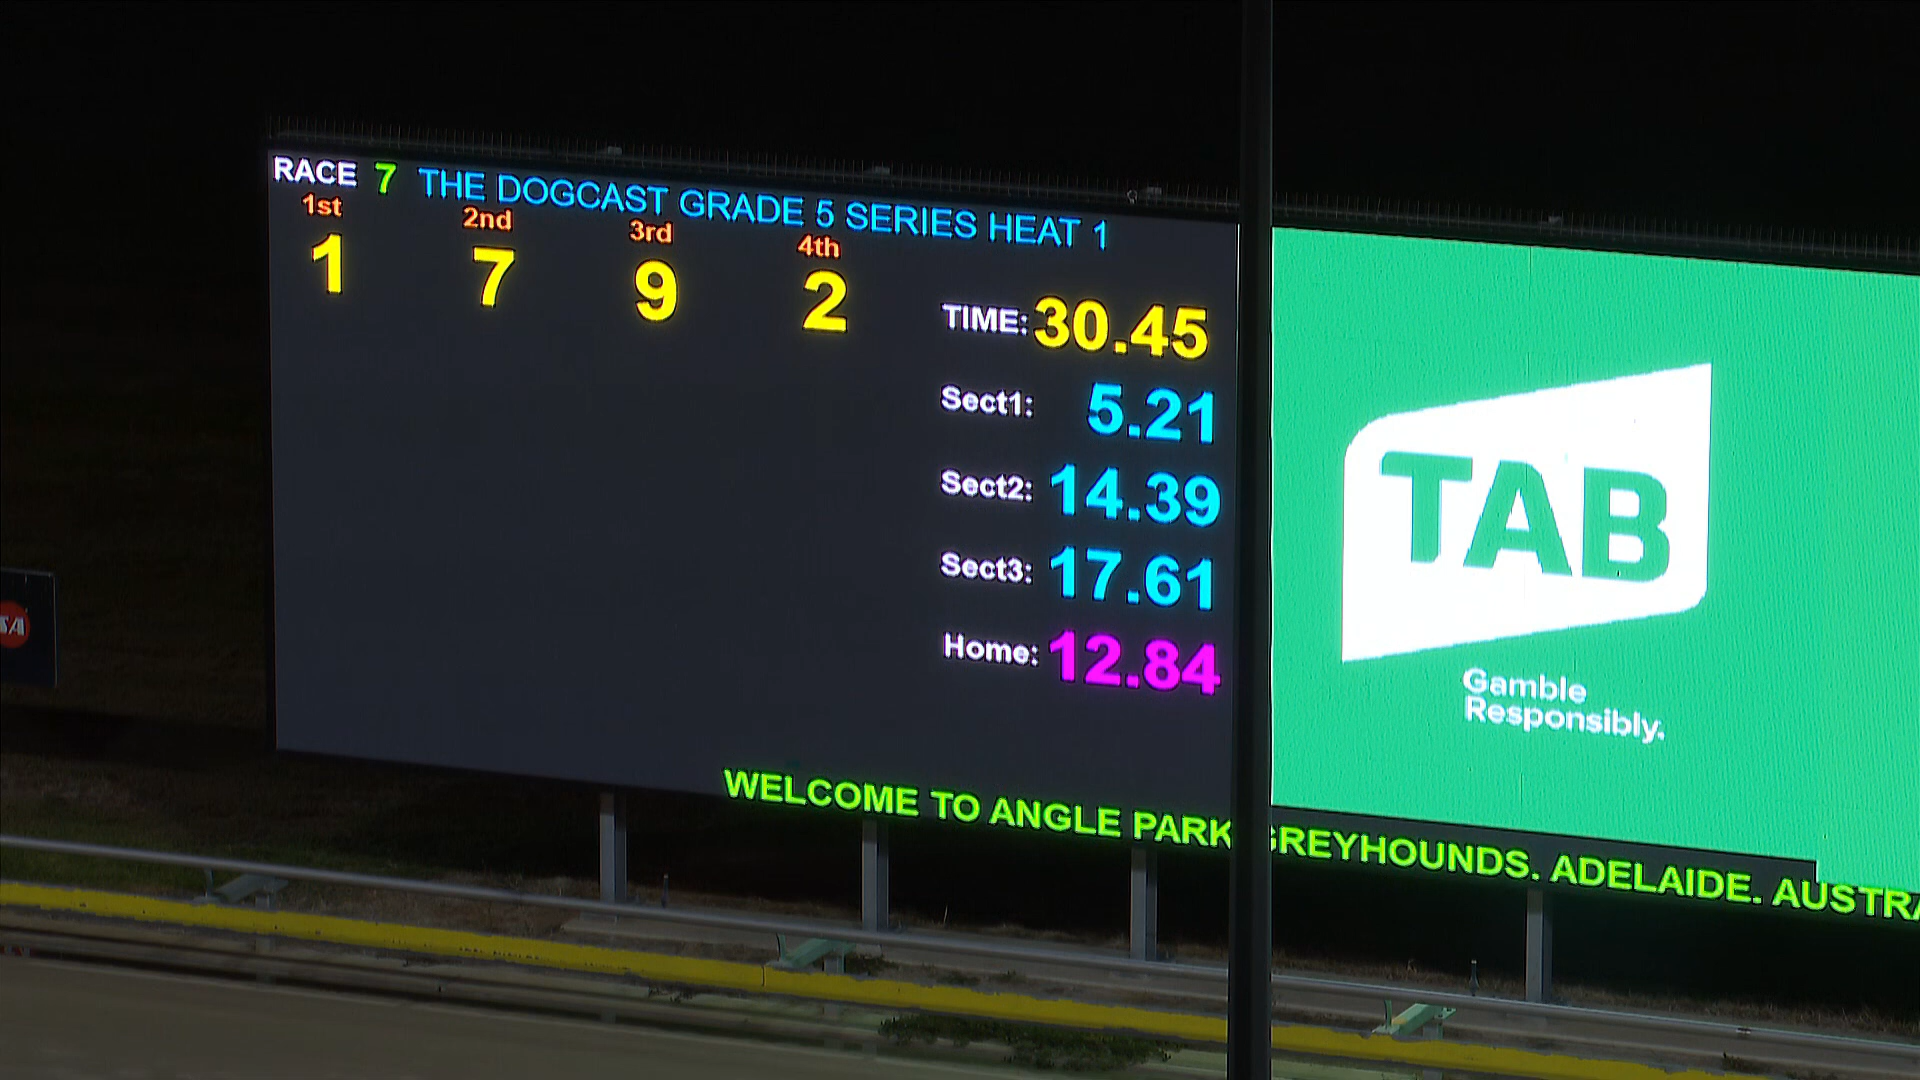 RACE 7 THE DOGCAST GRADE 5 SERIES HEAT 1
1st 2nd 3rd 4th
1 7 9 2
TIME: 30.45
Sect1: 5.21
Sect2: 14.39
Sect3: 17.61
Home: 12.84
TAB
Gamble
Responsibly.
WELCOME TO ANGLE PARK GREYHOUNDS. ADELAIDE. AUSTRA